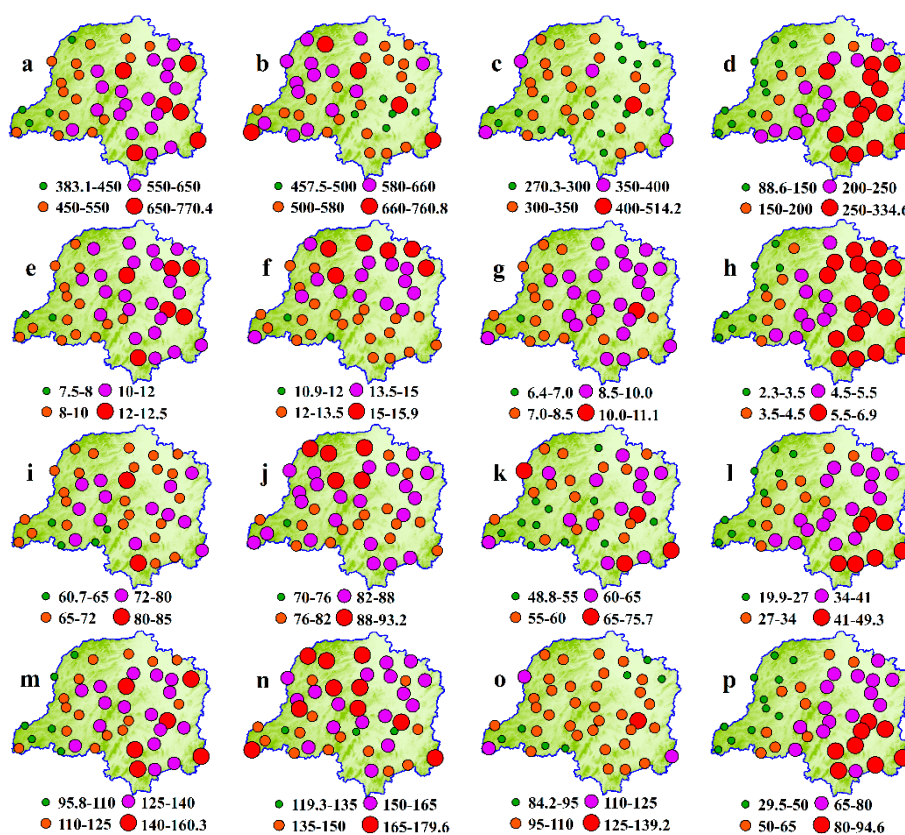 a b c d
383.1-450 550-650 457.5-500 580-660 270.3-300 350-400 88.6-150 200-250
450-550 650-770.4 500-580 660-760.8 300-350 400-514.2 150-200 250-334.6
e f g h
7.5-8 10-12 10.9-12 13.5-15 6.4-7.0 8.5-10.0 2.3-3.5 4.5-5.5
8-10 12-12.5 12-13.5 15-15.9 7.0-8.5 10.0-11.1 3.5-4.5 5.5-6.9
i j k l
60.7-65 72-80 70-76 82-88 48.8-55 60-65 19.9-27 34-41
65-72 80-85 76-82 88-93.2 55-60 65-75.7 27-34 41-49.3
m n o p
95.8-110 125-140 119.3-135 150-165 84.2-95 110-125 29.5-50 65-80
110-125 140-160.3 135-150 165-179.6 95-110 125-139.2 50-65 80-94.6